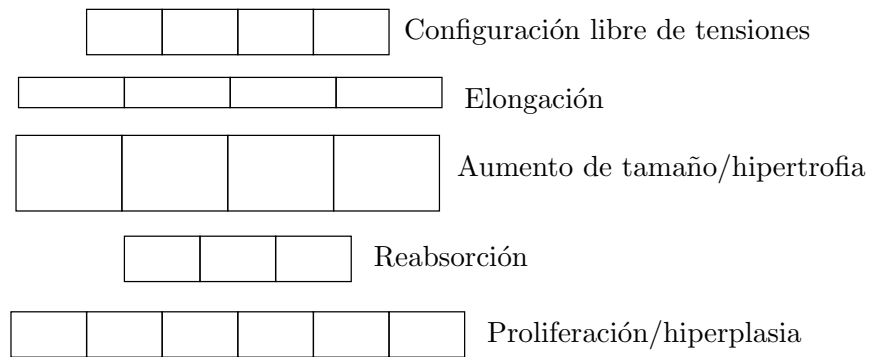 Configuración libre de tensiones
Elongación
Aumento de tamaño/hipertrofia
Reabsorción
Proliferación/hiperplasia